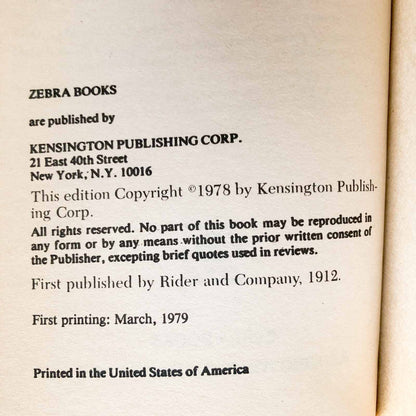 ZEBRA BOOKS
are published by
KENSINGTON PUBLISHING CORP.
21 East 40th Street
New York, N.Y. 10016
This edition Copyright ©1978 by Kensington Publish-
ing Corp.
All rights reserved. No part of this book may be reproduced in
any form or by any means without the prior written consent of
the Publisher, excepting brief quotes used in reviews.
First published by Rider and Company, 1912.
First printing: March, 1979
Printed in the United States of America